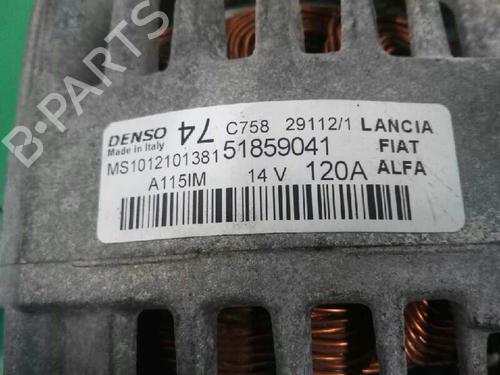 DENSO 74 C758 29112/1 LANCIA
Made in Italy FIAT
MS1012101381 51859041 ALFA
A115IM 14 V 120A
B-PARTS